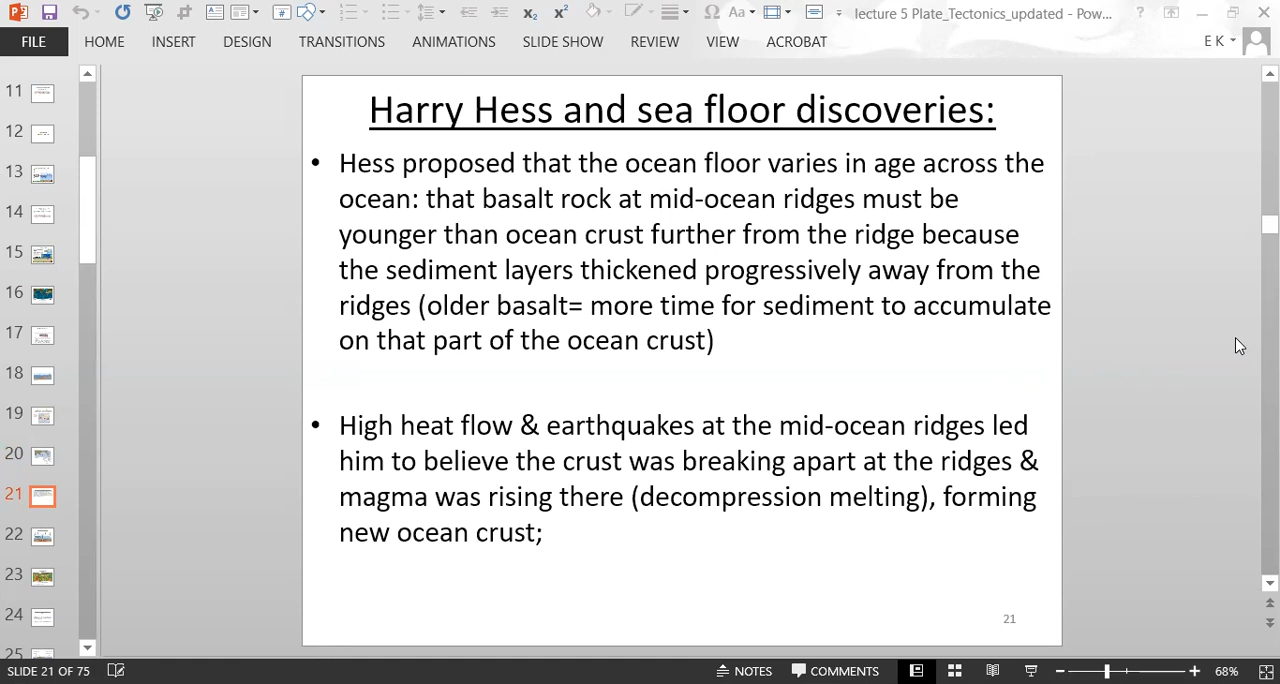 lecture 5 Plate_Tectonics_updated - Pow...
FILE HOME INSERT DESIGN TRANSITIONS ANIMATIONS SLIDE SHOW REVIEW VIEW ACROBAT E K
11
12
13
14
15
16
17
18
19
20
21
22
23
24
25
Harry Hess and sea floor discoveries:
• Hess proposed that the ocean floor varies in age across the
ocean: that basalt rock at mid-ocean ridges must be
younger than ocean crust further from the ridge because
the sediment layers thickened progressively away from the
ridges (older basalt= more time for sediment to accumulate
on that part of the ocean crust)
• High heat flow & earthquakes at the mid-ocean ridges led
him to believe the crust was breaking apart at the ridges &
magma was rising there (decompression melting), forming
new ocean crust;
21
SLIDE 21 OF 75 NOTES COMMENTS 68%